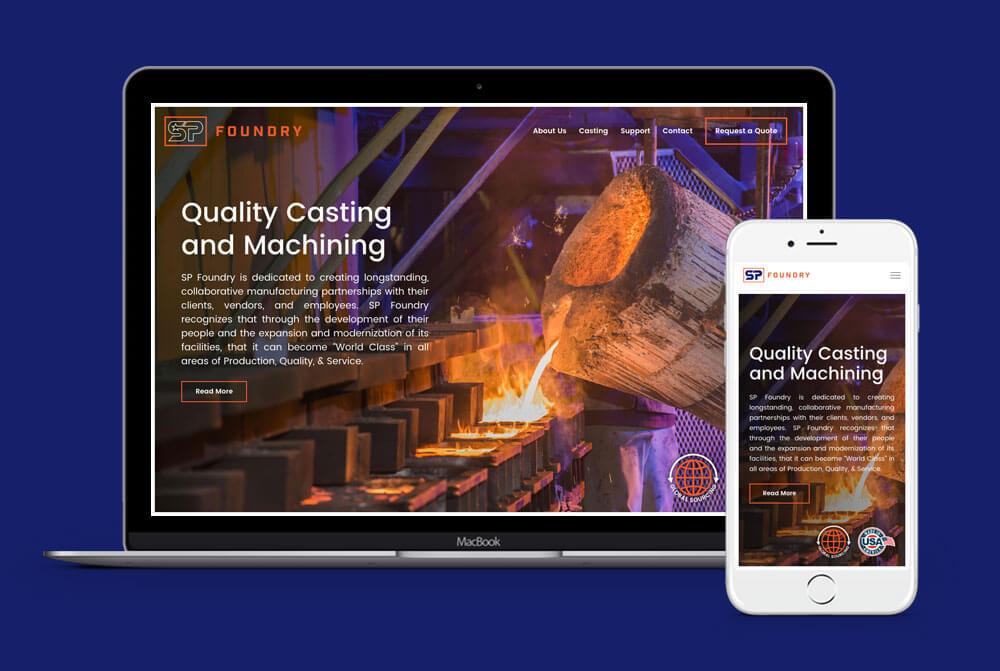 SP FOUNDRY
About Us Casting Support Contact Request a Quote
Quality Casting
and Machining
SP Foundry is dedicated to creating longstanding,
collaborative manufacturing partnerships with their
clients, vendors, and employees. SP Foundry
recognizes that through the development of their
people and the expansion and modernization of its
facilities, that it can become "World Class" in all
areas of Production, Quality, & Service.
Read More
GLOBAL SOURCING
MacBook
SP FOUNDRY
Quality Casting
and Machining
SP Foundry is dedicated to creating
longstanding, collaborative manufacturing
partnerships with their clients, vendors, and
employees. SP Foundry recognizes that
through the development of their people
and the expansion and modernization of its
facilities, that it can become "World Class" in
all areas of Production, Quality, & Service.
Read More
GLOBAL SOURCING
MADE IN
USA
AMERICA